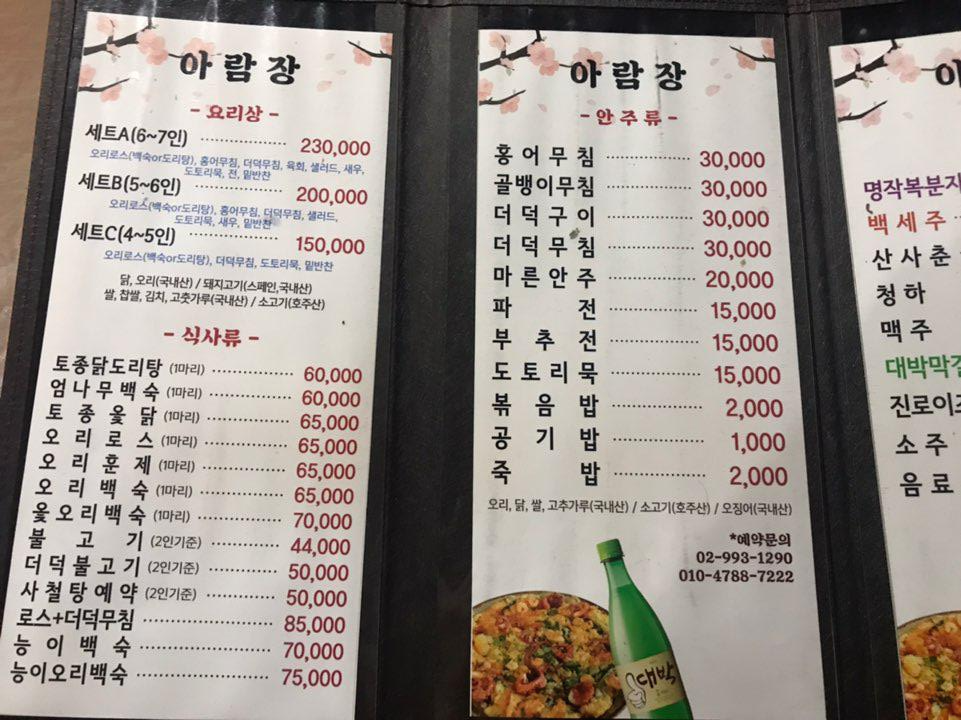 아람장
- 요리상 -
세트A(6~7인) 230,000
오리로스(백숙or도리탕), 홍어무침, 더덕무침, 육회, 샐러드, 새우,
도토리묵, 전, 밑반찬
세트B(5~6인) 200,000
오리로스(백숙or도리탕), 홍어무침, 더덕무침, 샐러드,
도토리묵, 새우, 밑반찬
세트C(4~5인) 150,000
오리로스(백숙or도리탕), 더덕무침, 도토리묵, 밑반찬
닭, 오리(국내산) / 돼지고기(스페인,국내산)
쌀, 찹쌀, 김치, 고춧가루(국내산) / 소고기(호주산)
- 식사류 -
토종닭도리탕 (1마리) 60,000
엄나무백숙 (1마리) 60,000
토종옻닭 (1마리) 65,000
오리로스 (1마리) 65,000
오리훈제 (1마리) 65,000
오리백숙 (1마리) 65,000
옻오리백숙 (1마리) 70,000
불고기 (2인기준) 44,000
더덕불고기 (2인기준) 50,000
사철탕예약 (2인기준) 50,000
로스+더덕무침 85,000
능이백숙 70,000
능이오리백숙 75,000
아람장
- 안주류 -
홍어무침 30,000
골뱅이무침 30,000
더덕구이 30,000
더덕무침 30,000
마른안주 20,000
파전 15,000
부추전 15,000
도토리묵 15,000
볶음밥 2,000
공기밥 1,000
죽밥 2,000
오리, 닭, 쌀, 고추가루(국내산) / 소고기(호주산) / 오징어(국내산)
*예약문의
02-993-1290
010-4788-7222
대박
명작복분자
백세주
산사춘
청하
맥주
대박막걸
진로이즈
소주
음료